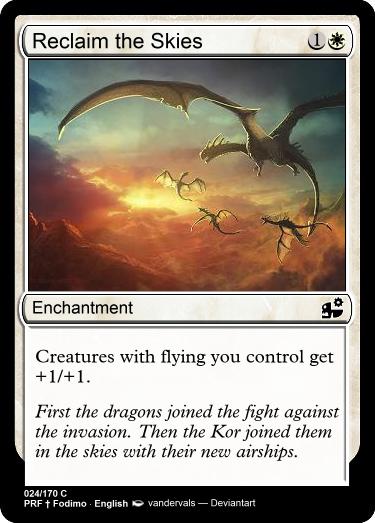 Reclaim the Skies 1
Enchantment
Creatures with flying you control get
+1/+1.
First the dragons joined the fight against
the invasion. Then the Kor joined them
in the skies with their new airships.
024/170 C
PRF † Fodimo · English vandervals — Deviantart